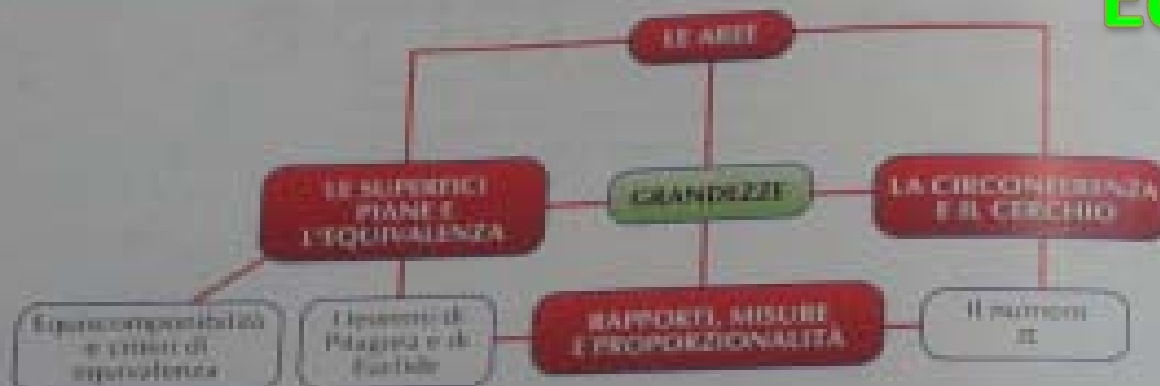 LE AREE
LE SUPERFICI
PIANE E
L'EQUIVALENZA
GRANDEZZE
LA CIRCONFERENZA
E IL CERCHIO
Equiscomponibilità
e criteri di
equivalenza
I teoremi di
Pitagora e di
Euclide
RAPPORTI, MISURE
E PROPORZIONALITÀ
Il numero
π